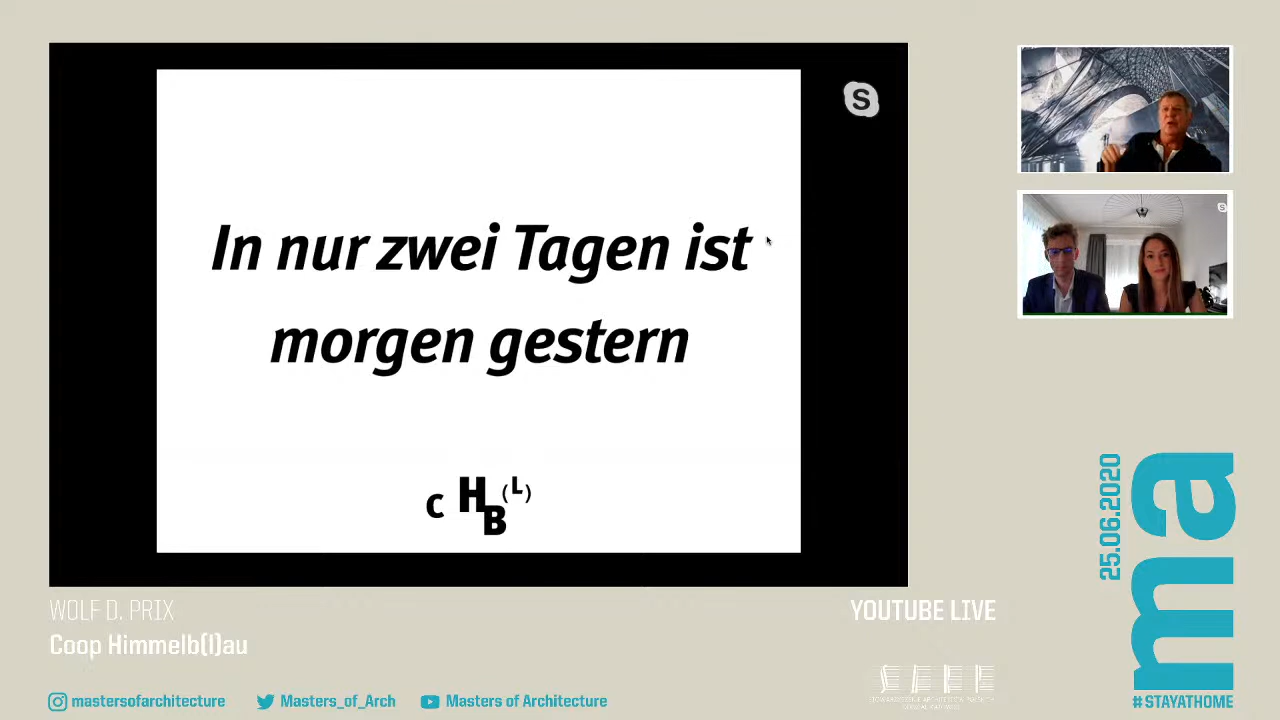 In nur zwei Tagen ist
morgen gestern
C HB(L)
S
S
WOLF D. PRIX
Coop Himmelb(l)au
YOUTUBE LIVE
mastersofarchitecture
Masters_of_Arch
Masters of Architecture
25.06.2020
ma
#STAYATHOME